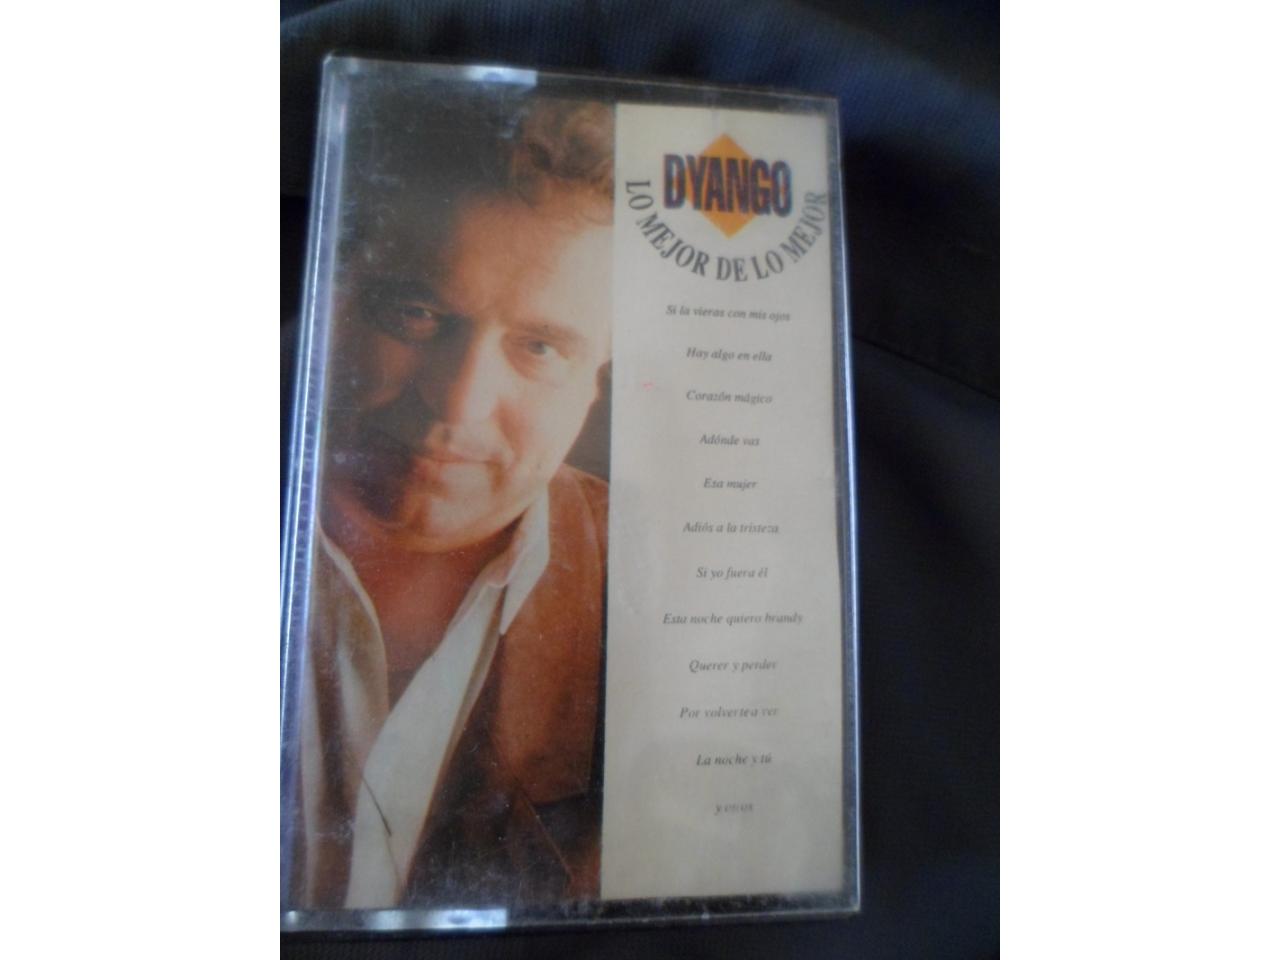 DYANGO
LO MEJOR DE LO MEJOR
Si la vieras con mis ojos
Hay algo en ella
Corazón mágico
Adónde vas
Esa mujer
Adiós a la tristeza
Si yo fuera él
Esta noche quiero brandy
Querer y perder
Por volverte a ver
La noche y tú
y otros